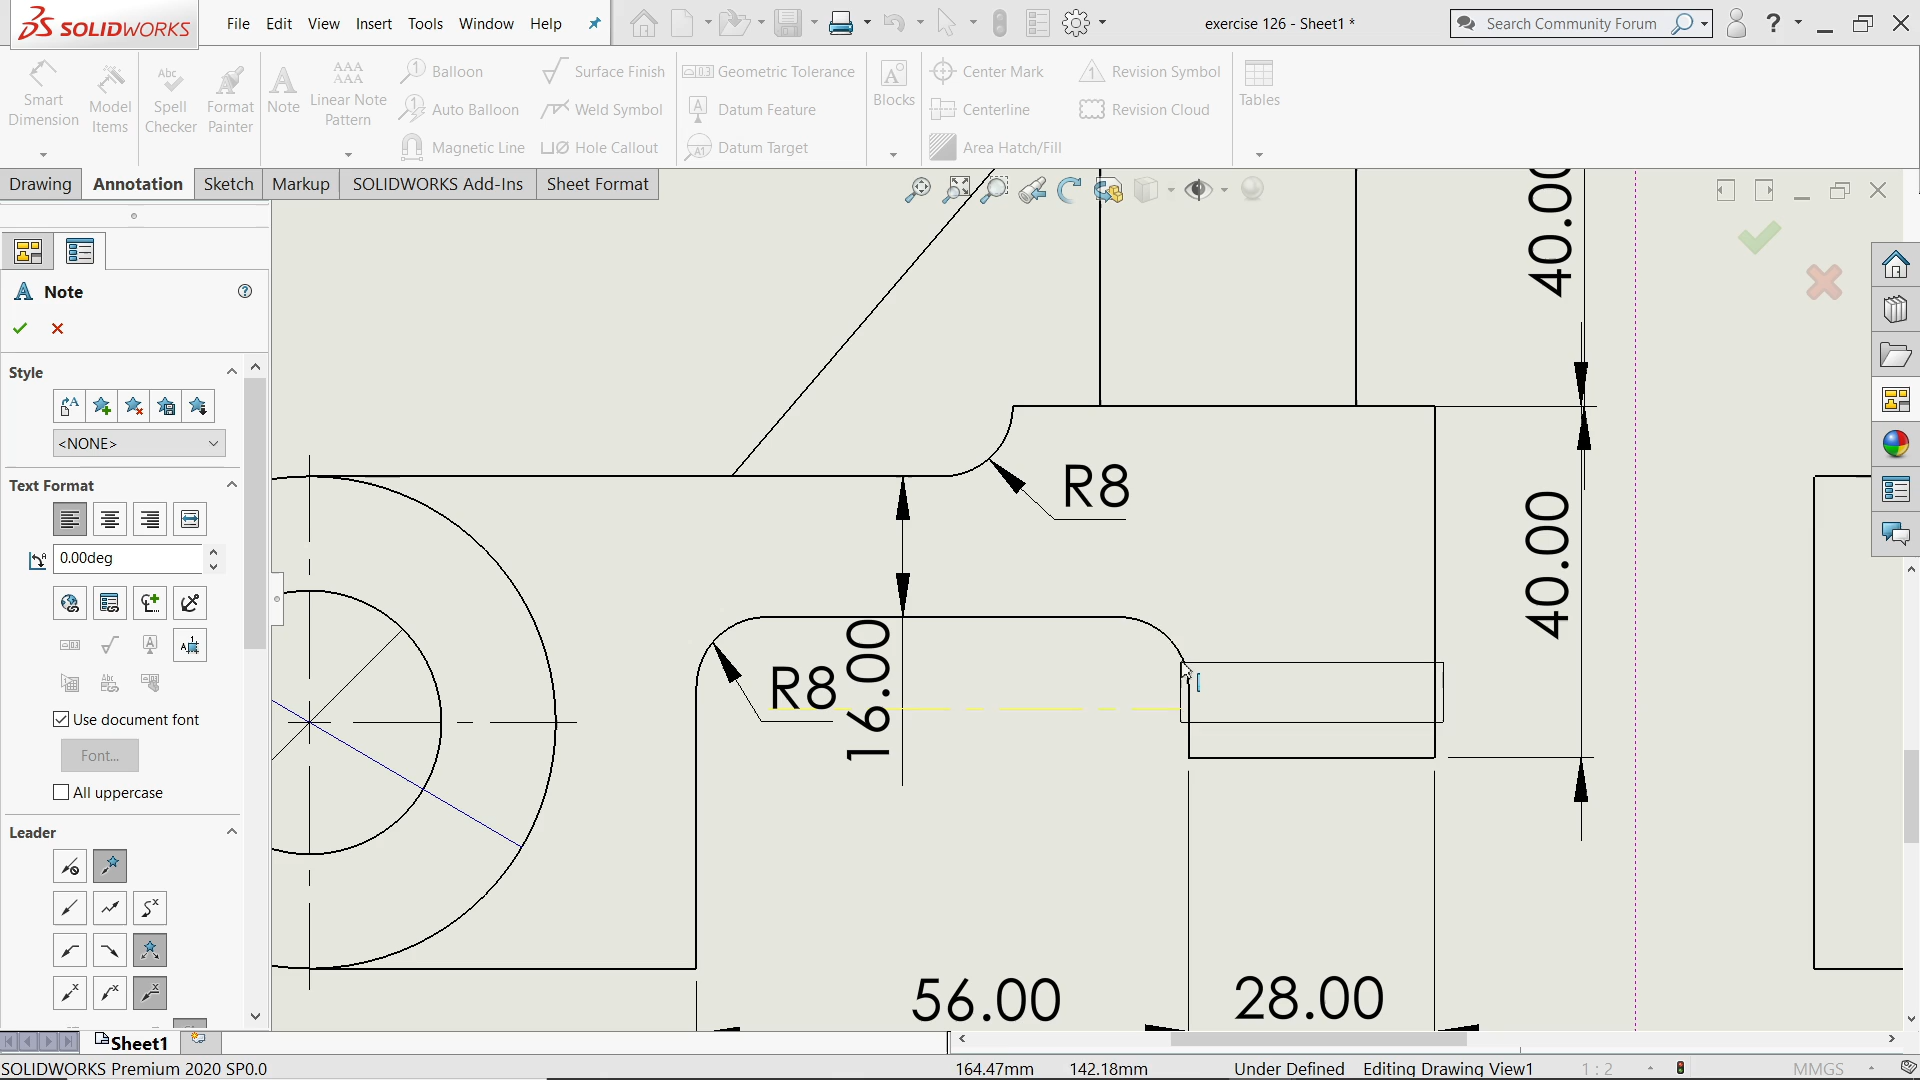 SOLIDWORKS
File Edit View Insert Tools Window Help
exercise 126 - Sheet1 *
Search Community Forum
Smart Dimension
Model Items
Spell Checker
Format Painter
Note
Linear Note Pattern
Balloon
Auto Balloon
Magnetic Line
Surface Finish
Weld Symbol
Hole Callout
Geometric Tolerance
Datum Feature
Datum Target
Blocks
Center Mark
Centerline
Area Hatch/Fill
Revision Symbol
Revision Cloud
Tables
Drawing Annotation Sketch Markup SOLIDWORKS Add-Ins Sheet Format
Note
Style
<NONE>
Text Format
0.00deg
Use document font
Font...
All uppercase
Leader
40.00
R8
40.00
R8
16.00
56.00
28.00
Sheet1
SOLIDWORKS Premium 2020 SP0.0
164.47mm 142.18mm Under Defined Editing Drawing View1 1 : 2 MMGS